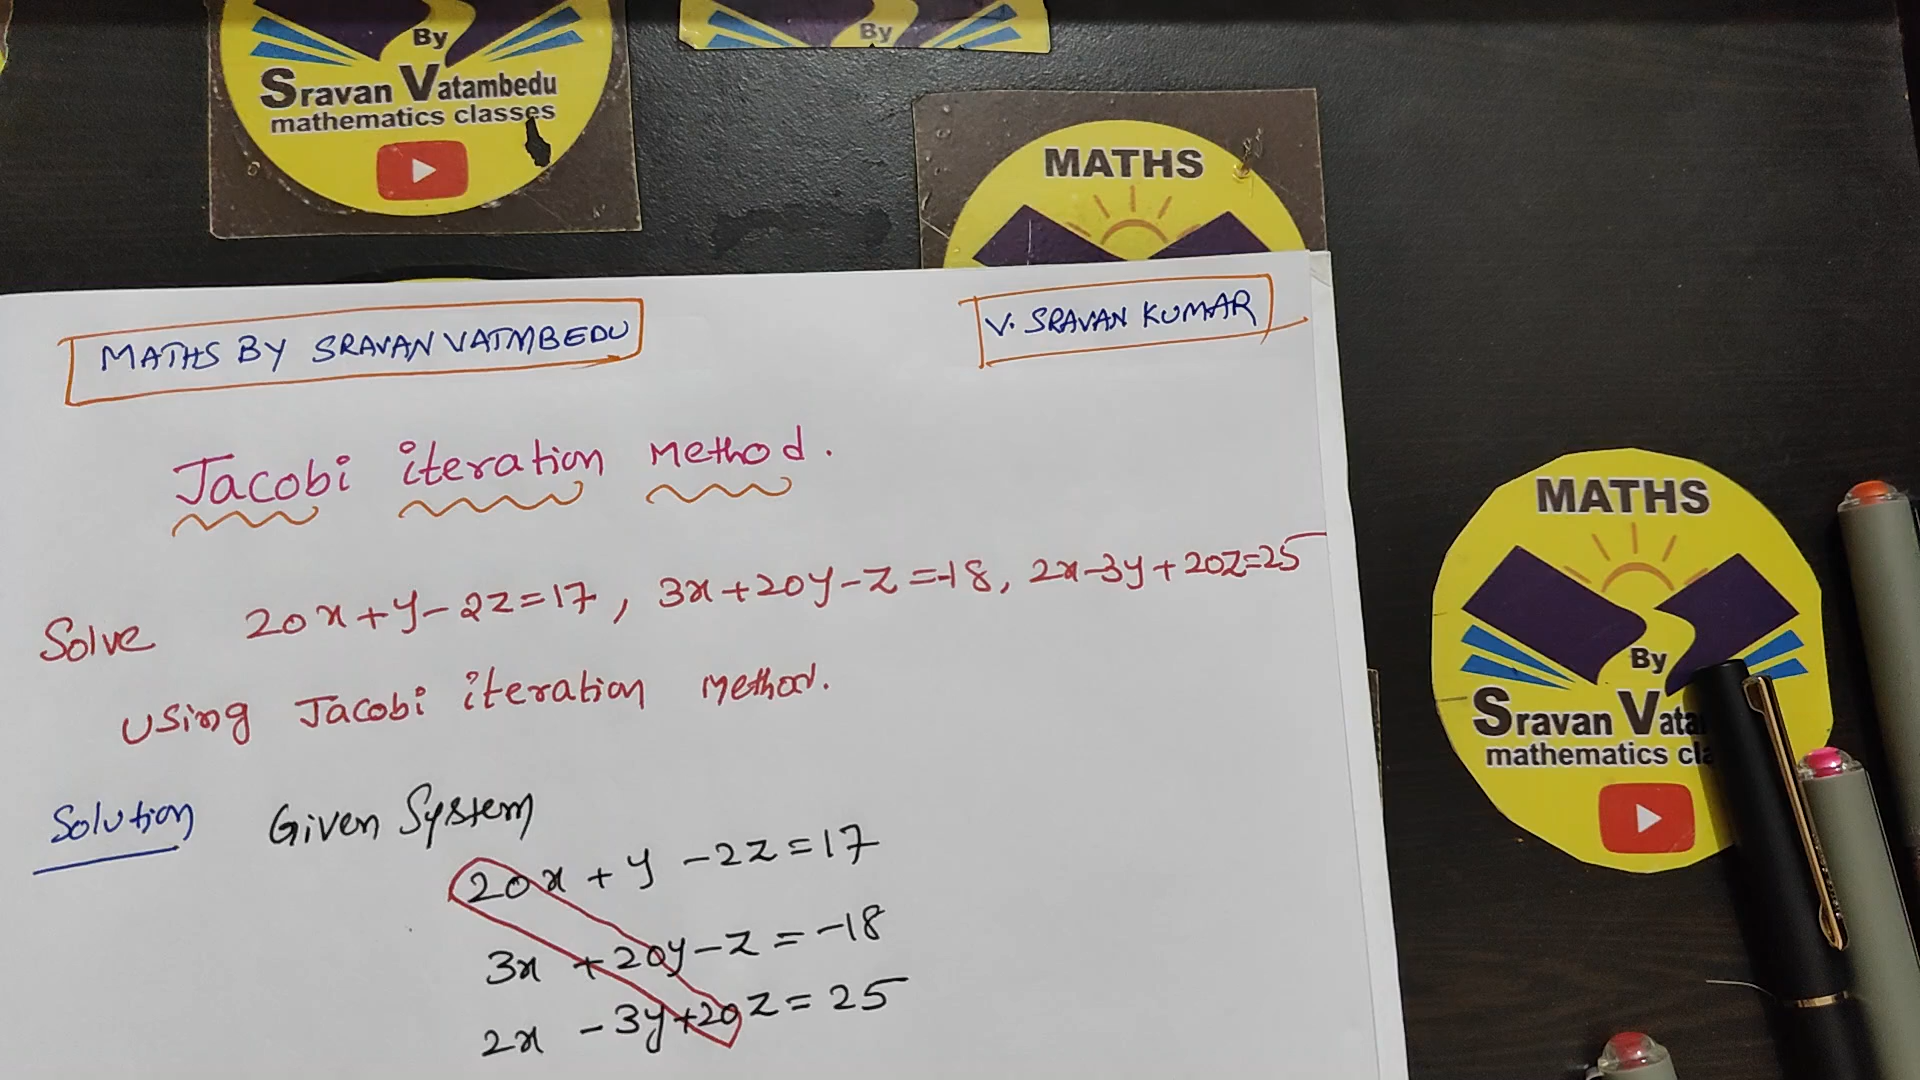 By
Sravan Vatambedu
mathematics classes
By
MATHS
MATHS BY SRAVAN VATMBEDU
V. SRAVAN KUMAR
Jacobi iteration Method.
Solve 20x+y-2z=17, 3x+20y-z=-18, 2x-3y+20z=25
using Jacobi iteration Method.
Solution Given System
20x + y - 2z = 17
3x + 20y - z = -18
2x - 3y + 20z = 25
MATHS
By
Sravan Vata
mathematics cla